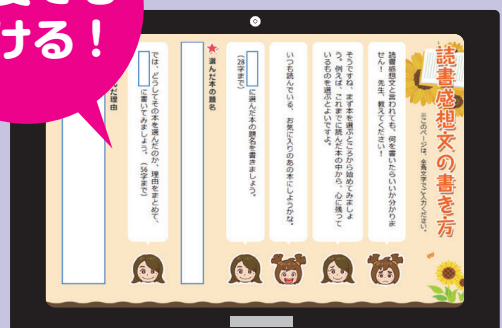 ける！
読書感想文の書き方
※このページは、全角文字でご入力ください。
読書感想文と言われても、何を書いたらいいか分かりま
せん！　先生、教えてください！
そうですね、まず本を選ぶところから始めてみましょ
う。例えば、これまでに読んだ本の中から、心に残って
いるものを選ぶとよいですよ。
いつも読んでいる、お気に入りのあの本にしようかな。
に選んだ本の題名を書きましょう。
（28字まで）
★ 選んだ本の題名
では、どうしてその本を選んだのか、理由をまとめて、
に書いてみましょう。（56字まで）
だ理由